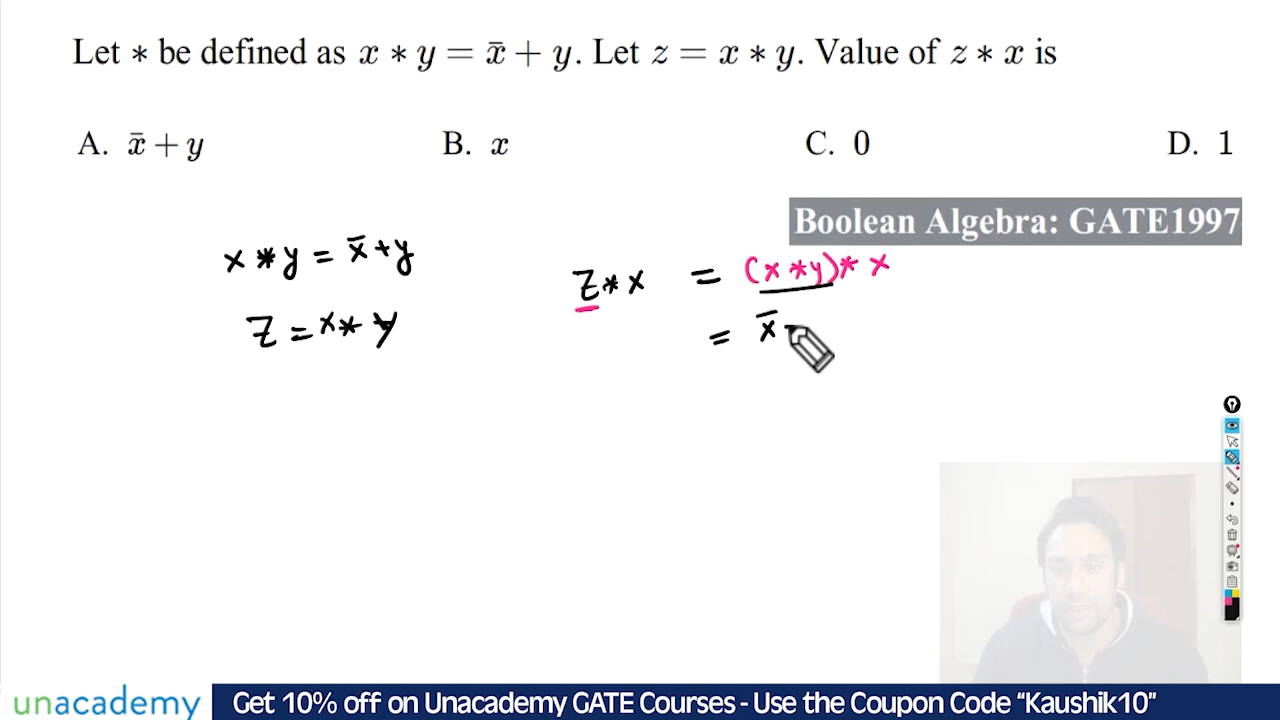 Let ∗ be defined as x ∗ y = x̄ + y. Let z = x ∗ y. Value of z ∗ x is
A. x̄ + y B. x C. 0 D. 1
Boolean Algebra: GATE1997
x * y = x̄ + y
z = x * y
z * x = (x * y) * x
= x̄
unacademy Get 10% off on Unacademy GATE Courses - Use the Coupon Code “Kaushik10”